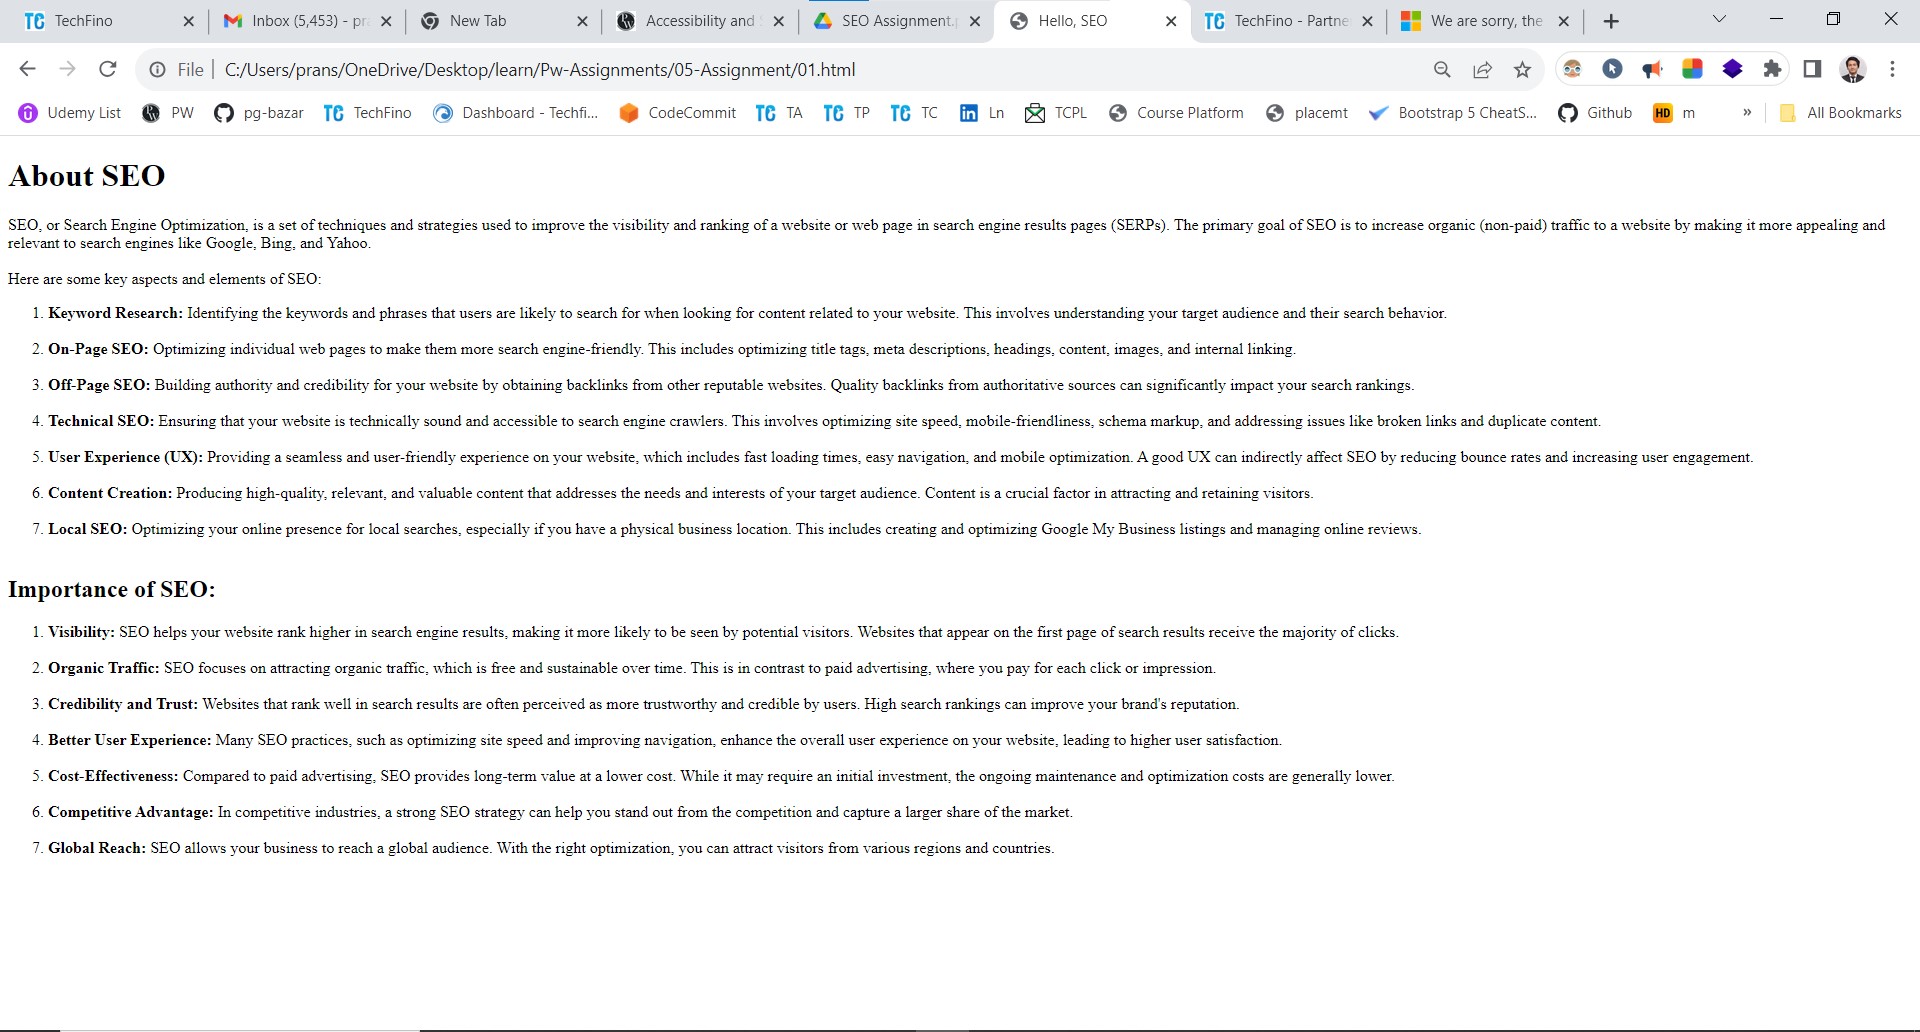 TechFino
Inbox (5,453) - pra
New Tab
Accessibility and S
SEO Assignment.p
Hello, SEO
TechFino - Partne
We are sorry, the
File
C:/Users/prans/OneDrive/Desktop/learn/Pw-Assignments/05-Assignment/01.html
Udemy List
PW
pg-bazar
TC TechFino
Dashboard - Techfi...
CodeCommit
TC TA
TC TP
TC TC
in Ln
TCPL
Course Platform
placemt
Bootstrap 5 CheatS...
Github
HD m
»
All Bookmarks
About SEO
SEO, or Search Engine Optimization, is a set of techniques and strategies used to improve the visibility and ranking of a website or web page in search engine results pages (SERPs). The primary goal of SEO is to increase organic (non-paid) traffic to a website by making it more appealing and
relevant to search engines like Google, Bing, and Yahoo.
Here are some key aspects and elements of SEO:
1. Keyword Research: Identifying the keywords and phrases that users are likely to search for when looking for content related to your website. This involves understanding your target audience and their search behavior.
2. On-Page SEO: Optimizing individual web pages to make them more search engine-friendly. This includes optimizing title tags, meta descriptions, headings, content, images, and internal linking.
3. Off-Page SEO: Building authority and credibility for your website by obtaining backlinks from other reputable websites. Quality backlinks from authoritative sources can significantly impact your search rankings.
4. Technical SEO: Ensuring that your website is technically sound and accessible to search engine crawlers. This involves optimizing site speed, mobile-friendliness, schema markup, and addressing issues like broken links and duplicate content.
5. User Experience (UX): Providing a seamless and user-friendly experience on your website, which includes fast loading times, easy navigation, and mobile optimization. A good UX can indirectly affect SEO by reducing bounce rates and increasing user engagement.
6. Content Creation: Producing high-quality, relevant, and valuable content that addresses the needs and interests of your target audience. Content is a crucial factor in attracting and retaining visitors.
7. Local SEO: Optimizing your online presence for local searches, especially if you have a physical business location. This includes creating and optimizing Google My Business listings and managing online reviews.
Importance of SEO:
1. Visibility: SEO helps your website rank higher in search engine results, making it more likely to be seen by potential visitors. Websites that appear on the first page of search results receive the majority of clicks.
2. Organic Traffic: SEO focuses on attracting organic traffic, which is free and sustainable over time. This is in contrast to paid advertising, where you pay for each click or impression.
3. Credibility and Trust: Websites that rank well in search results are often perceived as more trustworthy and credible by users. High search rankings can improve your brand's reputation.
4. Better User Experience: Many SEO practices, such as optimizing site speed and improving navigation, enhance the overall user experience on your website, leading to higher user satisfaction.
5. Cost-Effectiveness: Compared to paid advertising, SEO provides long-term value at a lower cost. While it may require an initial investment, the ongoing maintenance and optimization costs are generally lower.
6. Competitive Advantage: In competitive industries, a strong SEO strategy can help you stand out from the competition and capture a larger share of the market.
7. Global Reach: SEO allows your business to reach a global audience. With the right optimization, you can attract visitors from various regions and countries.